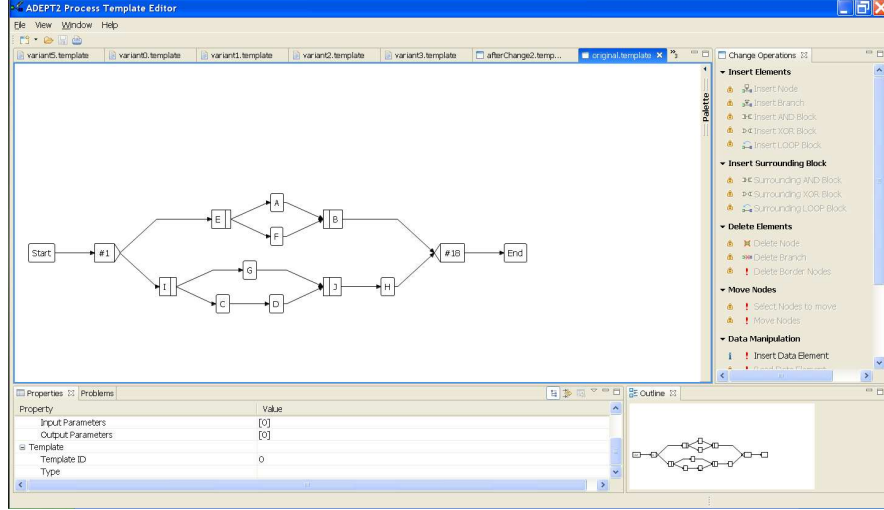 ADEPT2 Process Template Editor
File View Window Help
variant5.template variant0.template variant1.template variant2.template variant3.template afterChange2.temp... original.template
Palette
A
E B
F
Start #1 #18 End
G
I J H
C D
Change Operations
Insert Elements
Insert Node
Insert Branch
Insert AND Block
Insert XOR Block
Insert LOOP Block
Insert Surrounding Block
Surrounding AND Block
Surrounding XOR Block
Surrounding LOOP Block
Delete Elements
Delete Node
Delete Branch
Delete Border Nodes
Move Nodes
Select Nodes to move
Move Nodes
Data Manipulation
Insert Data Element
Properties Problems
Property Value
Input Parameters [0]
Output Parameters [0]
Template
Template ID 0
Type
Outline